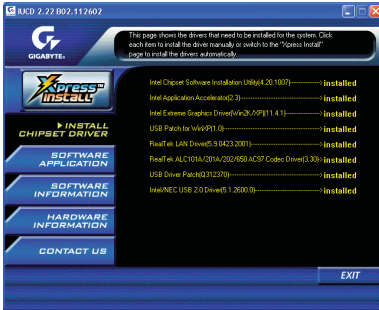 IUCD 2.22 B02.112602
GIGABYTE™
This page shows the drivers that need to be installed for the system. Click
each item to install the driver manually or switch to the "Xpress Install"
page to install the drivers automatically.
Xpress
INSTALL
INSTALL
CHIPSET DRIVER
SOFTWARE
APPLICATION
SOFTWARE
INFORMATION
HARDWARE
INFORMATION
CONTACT US
Intel Chipset Software Installation Utility(4.20.1007)-------------> installed
Intel Application Accelerator(2.3)-------------> installed
Intel Extreme Graphics Driver(Win2K/XP)(11.4.1)-------------> installed
USB Patch for WinXP(1.0)-------------> installed
RealTek LAN Driver(5.9.0423.2001)-------------> installed
RealTek ALC101A/201A/202/650 AC97 Codec Driver(3.30)-> installed
USB Driver Patch(Q312370)-------------> installed
Intel/NEC USB 2.0 Driver(5.1.2600.0)-------------> installed
EXIT